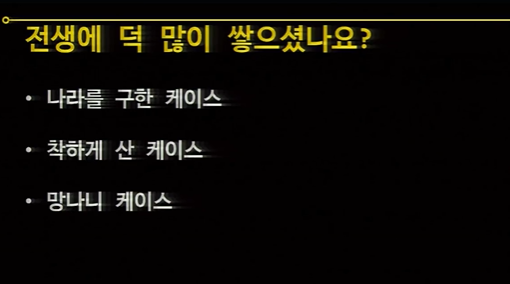 전생에 덕 많이 쌓으셨나요?
• 나라를 구한 케이스
• 착하게 산 케이스
• 망나니 케이스